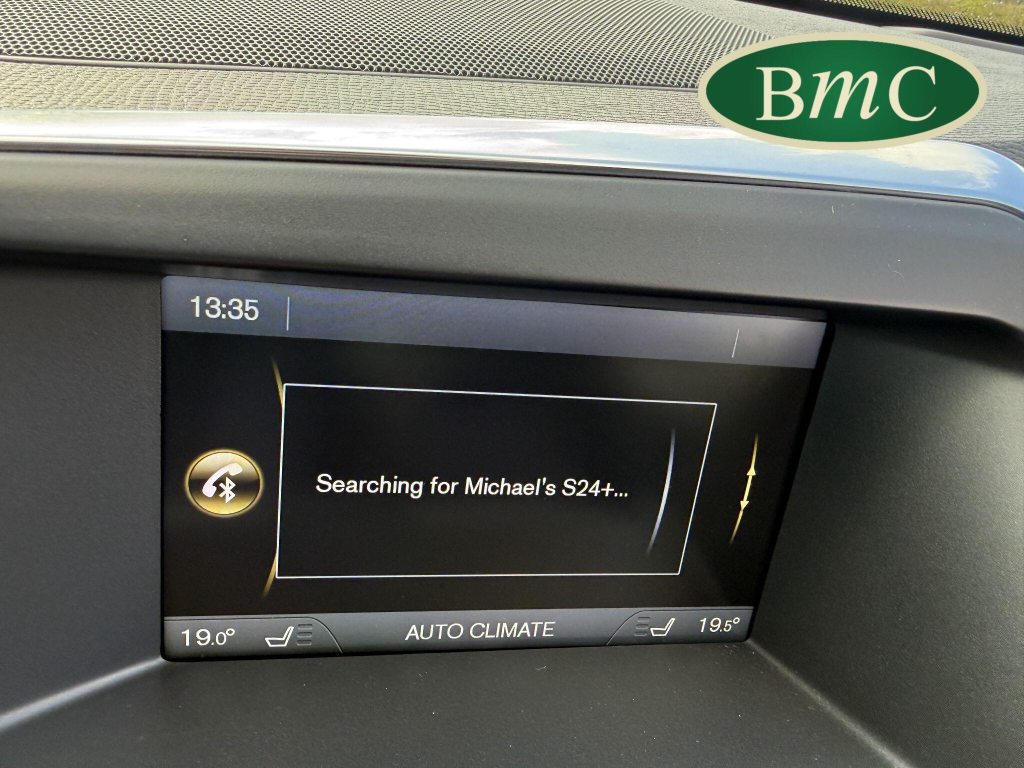 BmC
13:35
Searching for Michael's S24+...
19.0°
AUTO CLIMATE
19.5°